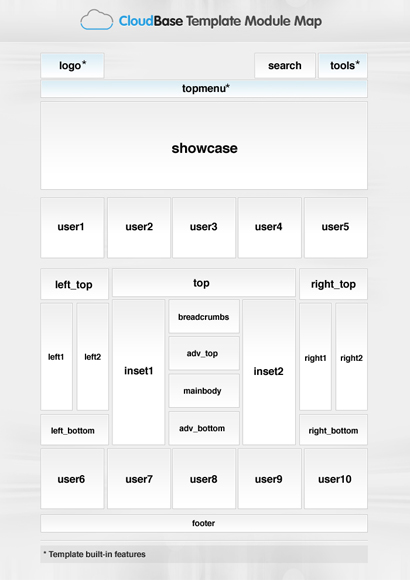 CloudBase Template Module Map
logo*
search
tools*
topmenu*
showcase
user1
user2
user3
user4
user5
left_top
top
right_top
breadcrumbs
left1
left2
inset1
adv_top
mainbody
inset2
right1
right2
adv_bottom
left_bottom
right_bottom
user6
user7
user8
user9
user10
footer
* Template built-in features